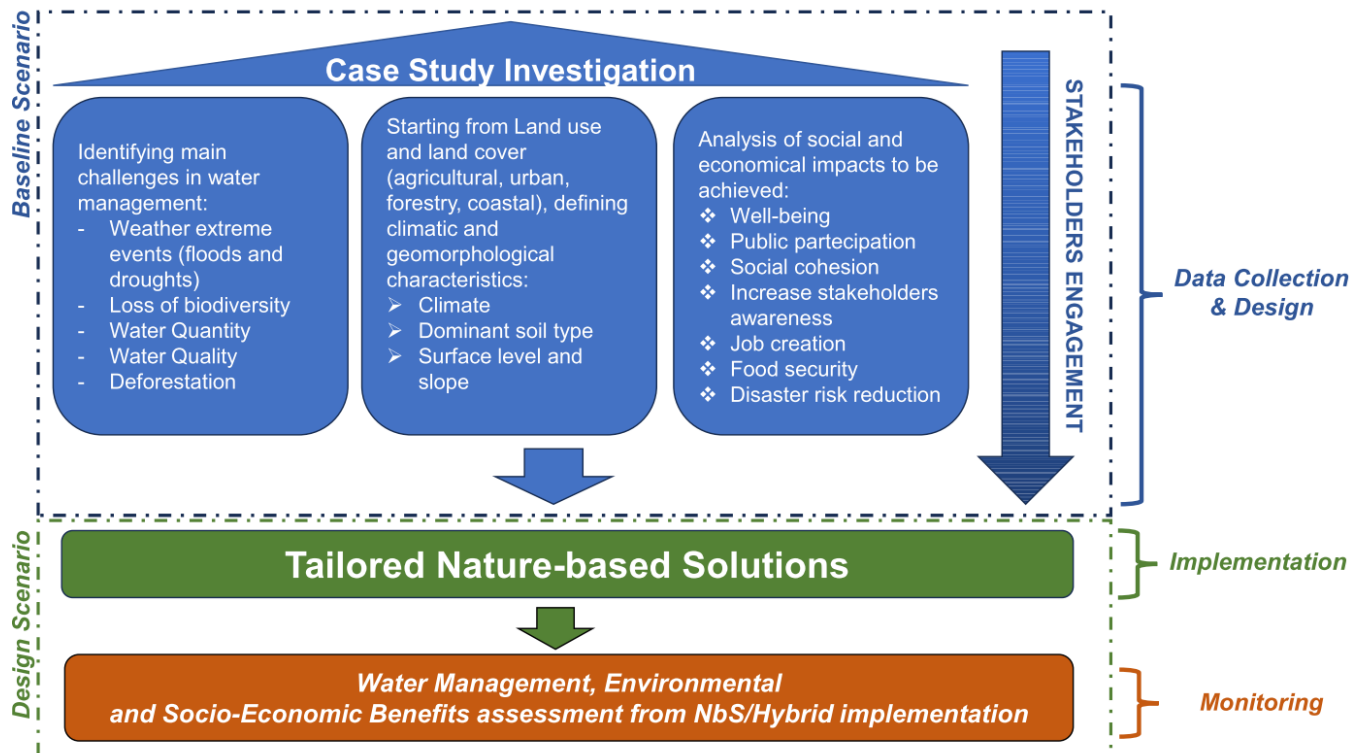 Baseline Scenario
Case Study Investigation
Identifying main
challenges in water
management:
- Weather extreme
events (floods and
droughts)
- Loss of biodiversity
- Water Quantity
- Water Quality
- Deforestation
Starting from Land use
and land cover
(agricultural, urban,
forestry, coastal), defining
climatic and
geomorphological
characteristics:
➢ Climate
➢ Dominant soil type
➢ Surface level and
slope
Analysis of social and
economical impacts to be
achieved:
❖ Well-being
❖ Public partecipation
❖ Social cohesion
❖ Increase stakeholders
awareness
❖ Job creation
❖ Food security
❖ Disaster risk reduction
STAKEHOLDERS ENGAGEMENT
Data Collection
& Design
Design Scenario
Tailored Nature-based Solutions
Implementation
Water Management, Environmental
and Socio-Economic Benefits assessment from NbS/Hybrid implementation
Monitoring